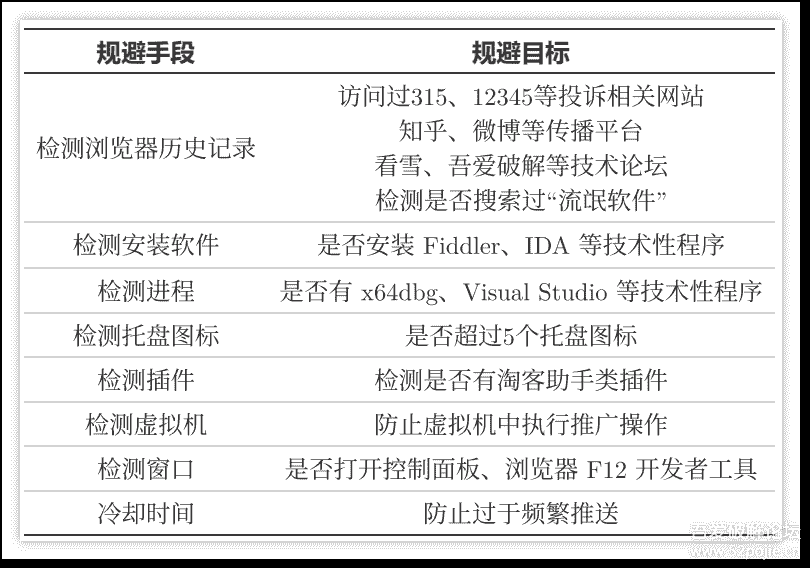 规避手段 规避目标
访问过315、12345等投诉相关网站
知乎、微博等传播平台
检测浏览器历史记录
看雪、吾爱破解等技术论坛
检测是否搜索过“流氓软件”
检测安装软件 是否安装 Fiddler、IDA 等技术性程序
检测进程 是否有 x64dbg、Visual Studio 等技术性程序
检测托盘图标 是否超过5个托盘图标
检测插件 检测是否有淘客助手类插件
检测虚拟机 防止虚拟机中执行推广操作
检测窗口 是否打开控制面板、浏览器 F12 开发者工具
冷却时间 防止过于频繁推送
吾爱破解论坛
www.52pojie.cn